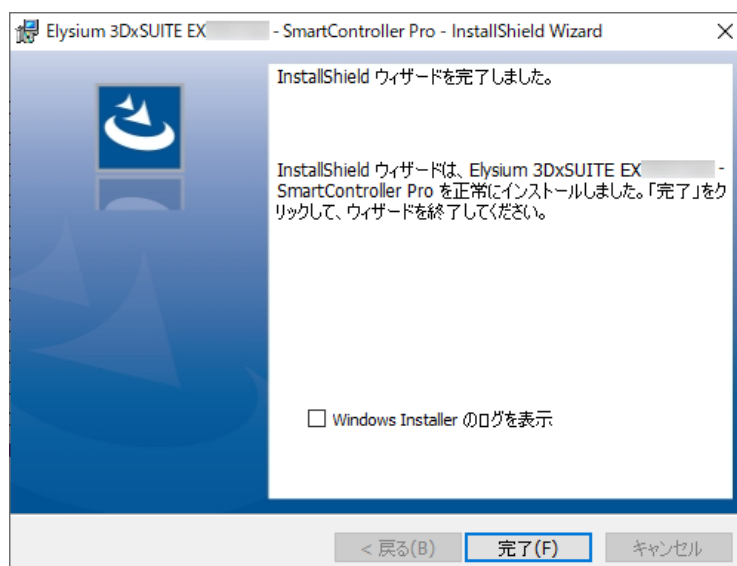 Elysium 3DxSUITE EX - SmartController Pro - InstallShield Wizard
InstallShield ウィザードを完了しました。
InstallShield ウィザードは、Elysium 3DxSUITE EX -
SmartController Pro を正常にインストールしました。「完了」をク
リックして、ウィザードを終了してください。
Windows Installer のログを表示
< 戻る(B)
完了(F)
キャンセル